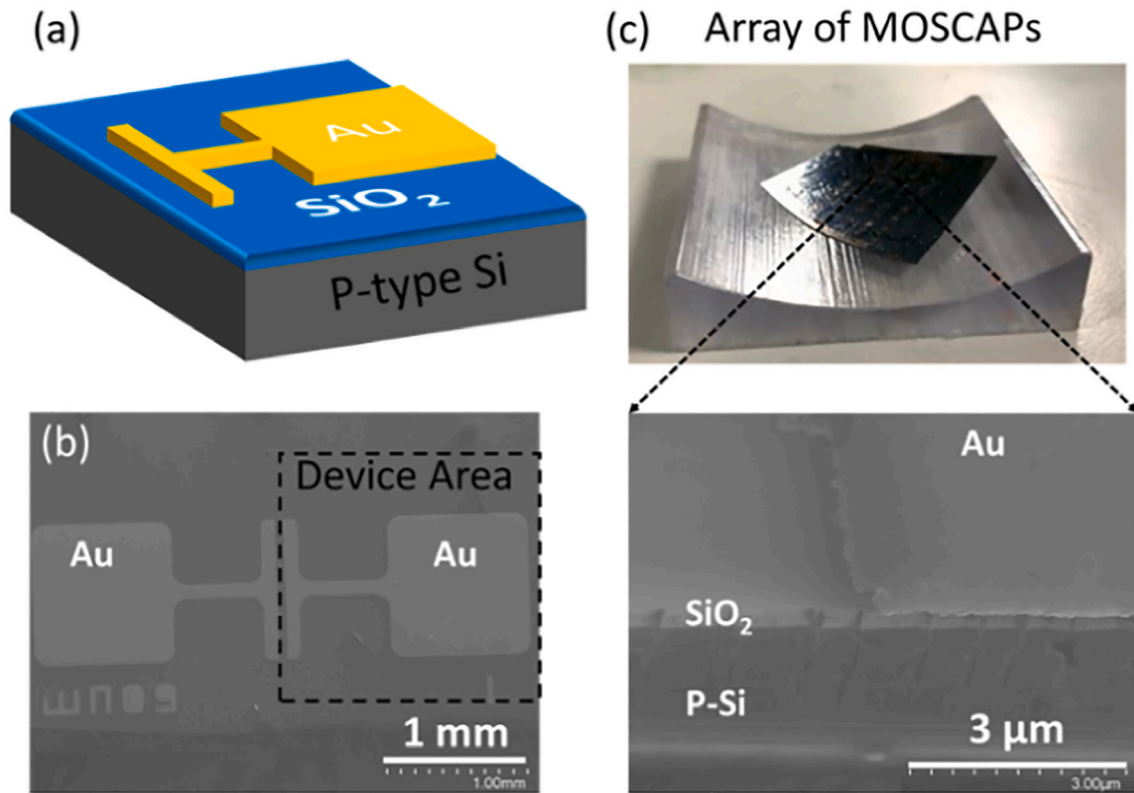 (a)
Au
SiO₂
P-type Si
(b)
Device Area
Au
Au
1 mm
1.00mm
(c) Array of MOSCAPs
Au
SiO₂
P-Si
3 µm
3.00µm